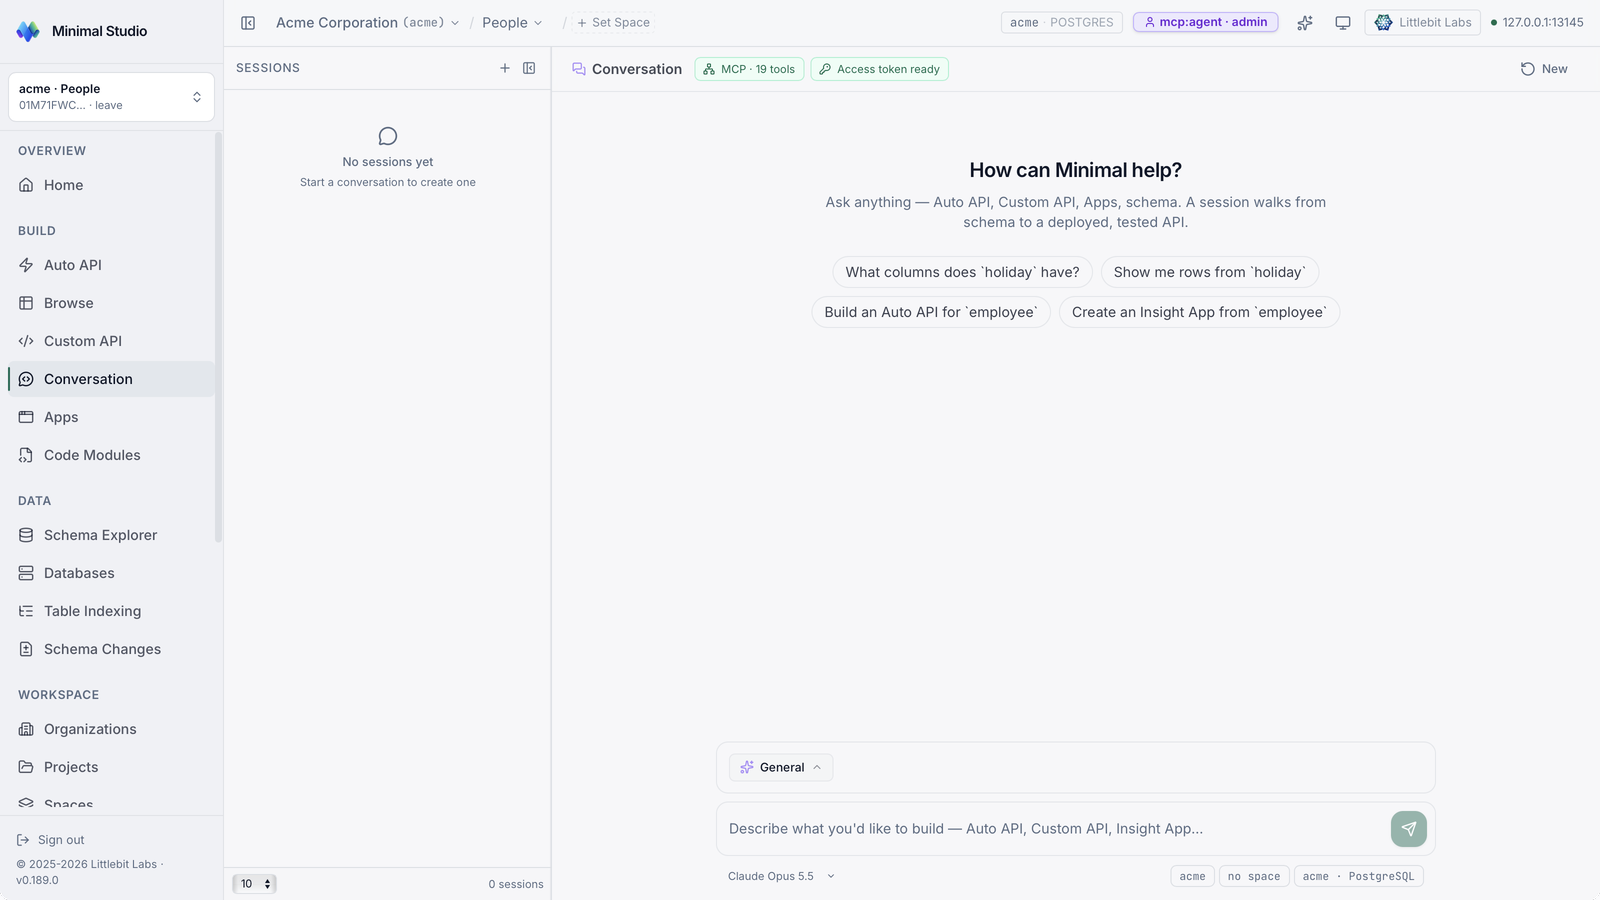 Minimal Studio
acme · People
01M71FWC... · leave
OVERVIEW
Home
BUILD
Auto API
Browse
Custom API
Conversation
Apps
Code Modules
DATA
Schema Explorer
Databases
Table Indexing
Schema Changes
WORKSPACE
Organizations
Projects
Spaces
Sign out
© 2025-2026 Littlebit Labs ·
v0.189.0
Acme Corporation (acme) / People / + Set Space
acme · POSTGRES
mcp:agent · admin
Littlebit Labs
127.0.0.1:13145
SESSIONS
No sessions yet
Start a conversation to create one
10
0 sessions
Conversation
MCP · 19 tools
Access token ready
New
How can Minimal help?
Ask anything — Auto API, Custom API, Apps, schema. A session walks from
schema to a deployed, tested API.
What columns does `holiday` have?
Show me rows from `holiday`
Build an Auto API for `employee`
Create an Insight App from `employee`
General
Describe what you'd like to build — Auto API, Custom API, Insight App...
Claude Opus 5.5
acme
no space
acme · PostgreSQL